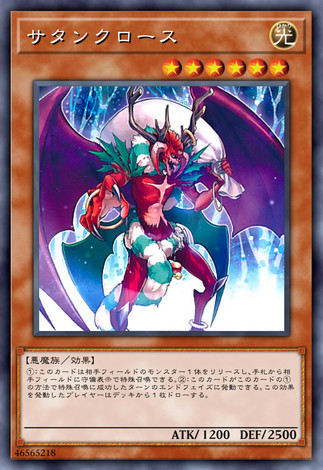 サタンクロース
光
【悪魔族／効果】
①:このカードは相手フィールドのモンスター１体をリリースし、手札から相
手フィールドに守備表示で特殊召喚できる。②:このカードがこのカードの①
の方法で特殊召喚に成功したターンのエンドフェイズに発動できる。この効果
を発動したプレイヤーはデッキから１枚ドローする。
ATK/ 1200 DEF/ 2500
46565218